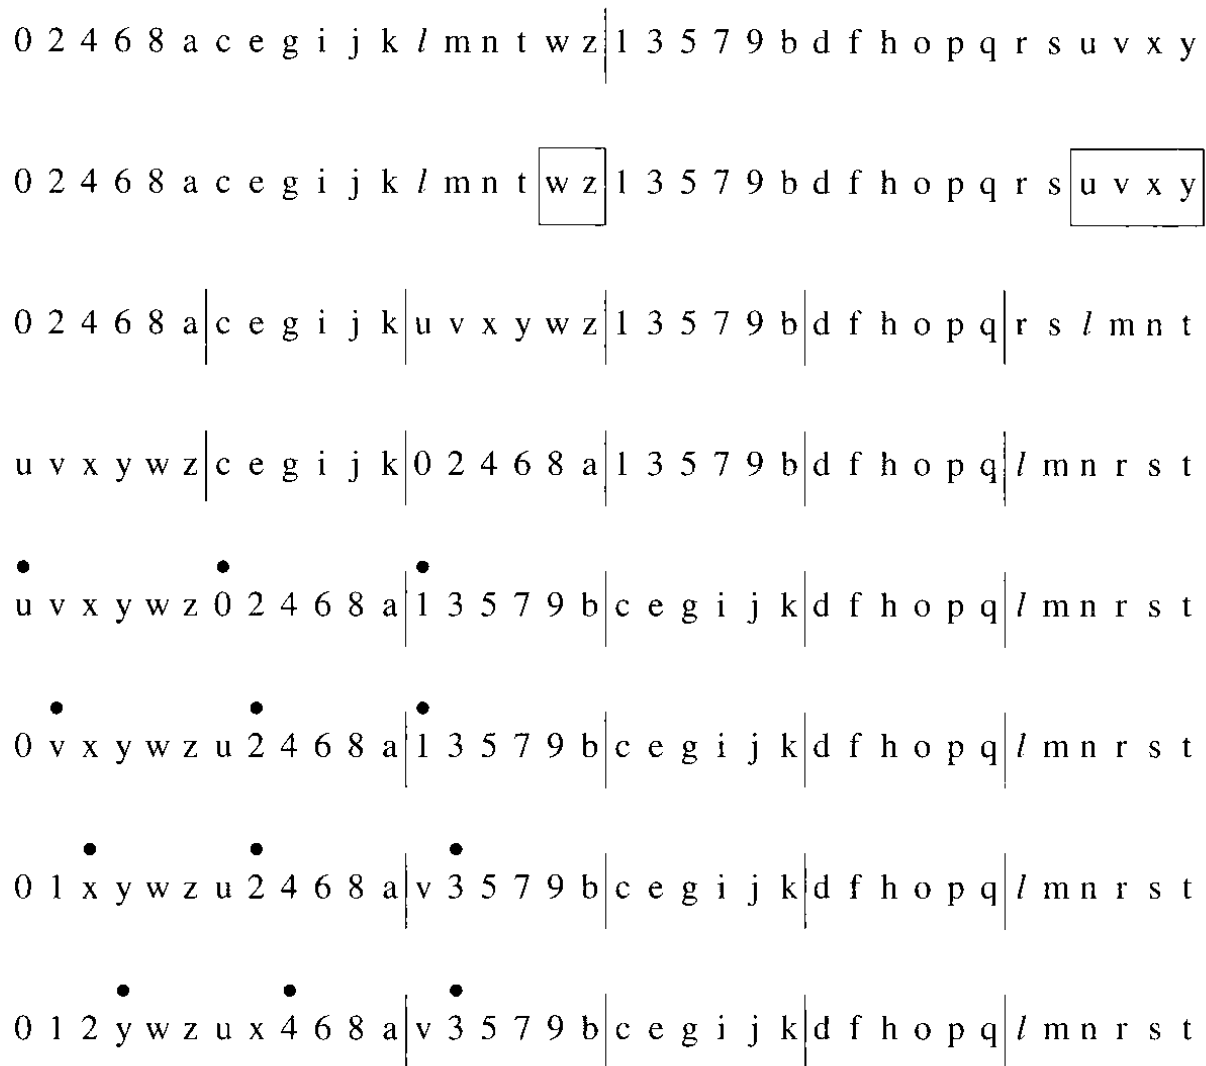 0 2 4 6 8 a c e g i j k l m n t w z 1 3 5 7 9 b d f h o p q r s u v x y
0 2 4 6 8 a c e g i j k l m n t w z 1 3 5 7 9 b d f h o p q r s u v x y
0 2 4 6 8 a c e g i j k u v x y w z 1 3 5 7 9 b d f h o p q r s l m n t
u v x y w z c e g i j k 0 2 4 6 8 a 1 3 5 7 9 b d f h o p q l m n r s t
u v x y w z 0 2 4 6 8 a 1 3 5 7 9 b c e g i j k d f h o p q l m n r s t
0 v x y w z u 2 4 6 8 a 1 3 5 7 9 b c e g i j k d f h o p q l m n r s t
0 1 x y w z u 2 4 6 8 a v 3 5 7 9 b c e g i j k d f h o p q l m n r s t
0 1 2 y w z u x 4 6 8 a v 3 5 7 9 b c e g i j k d f h o p q l m n r s t